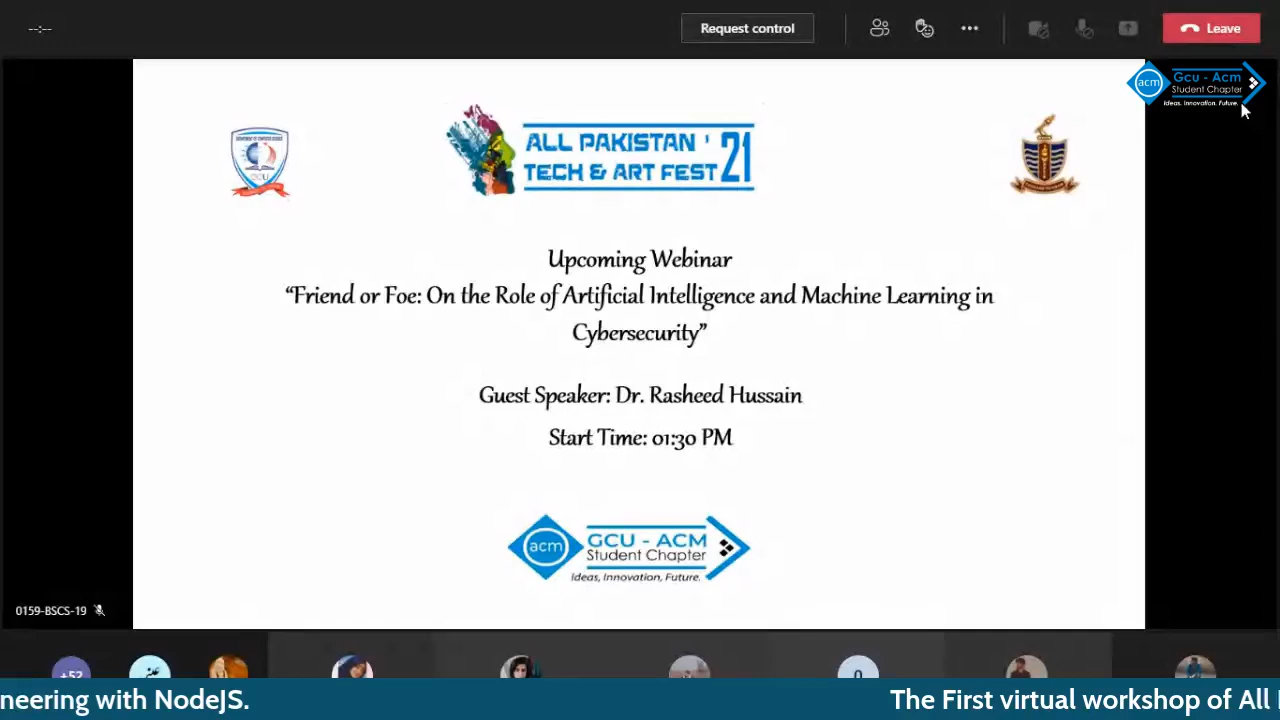 --:--
Request control
Leave
acm
Gcu - Acm
Student Chapter
Ideas. Innovation. Future.
ALL PAKISTAN '
TECH & ART FEST 21
Upcoming Webinar
“Friend or Foe: On the Role of Artificial Intelligence and Machine Learning in
Cybersecurity”
Guest Speaker: Dr. Rasheed Hussain
Start Time: 01:30 PM
acm
GCU - ACM
Student Chapter
Ideas, Innovation, Future.
0159-BSCS-19
+52
neering with NodeJS.
The First virtual workshop of All